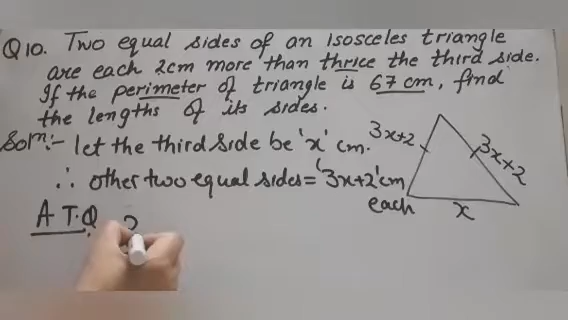 Q10. Two equal sides of an isosceles triangle
are each 2cm more than thrice the third side.
If the perimeter of triangle is 67 cm, find
the lengths of its sides.
Solⁿ:- let the third side be 'x' cm.
∴ other two equal sides = '3x+2' cm
each
3x+2
3x+2
x
A T.Q.